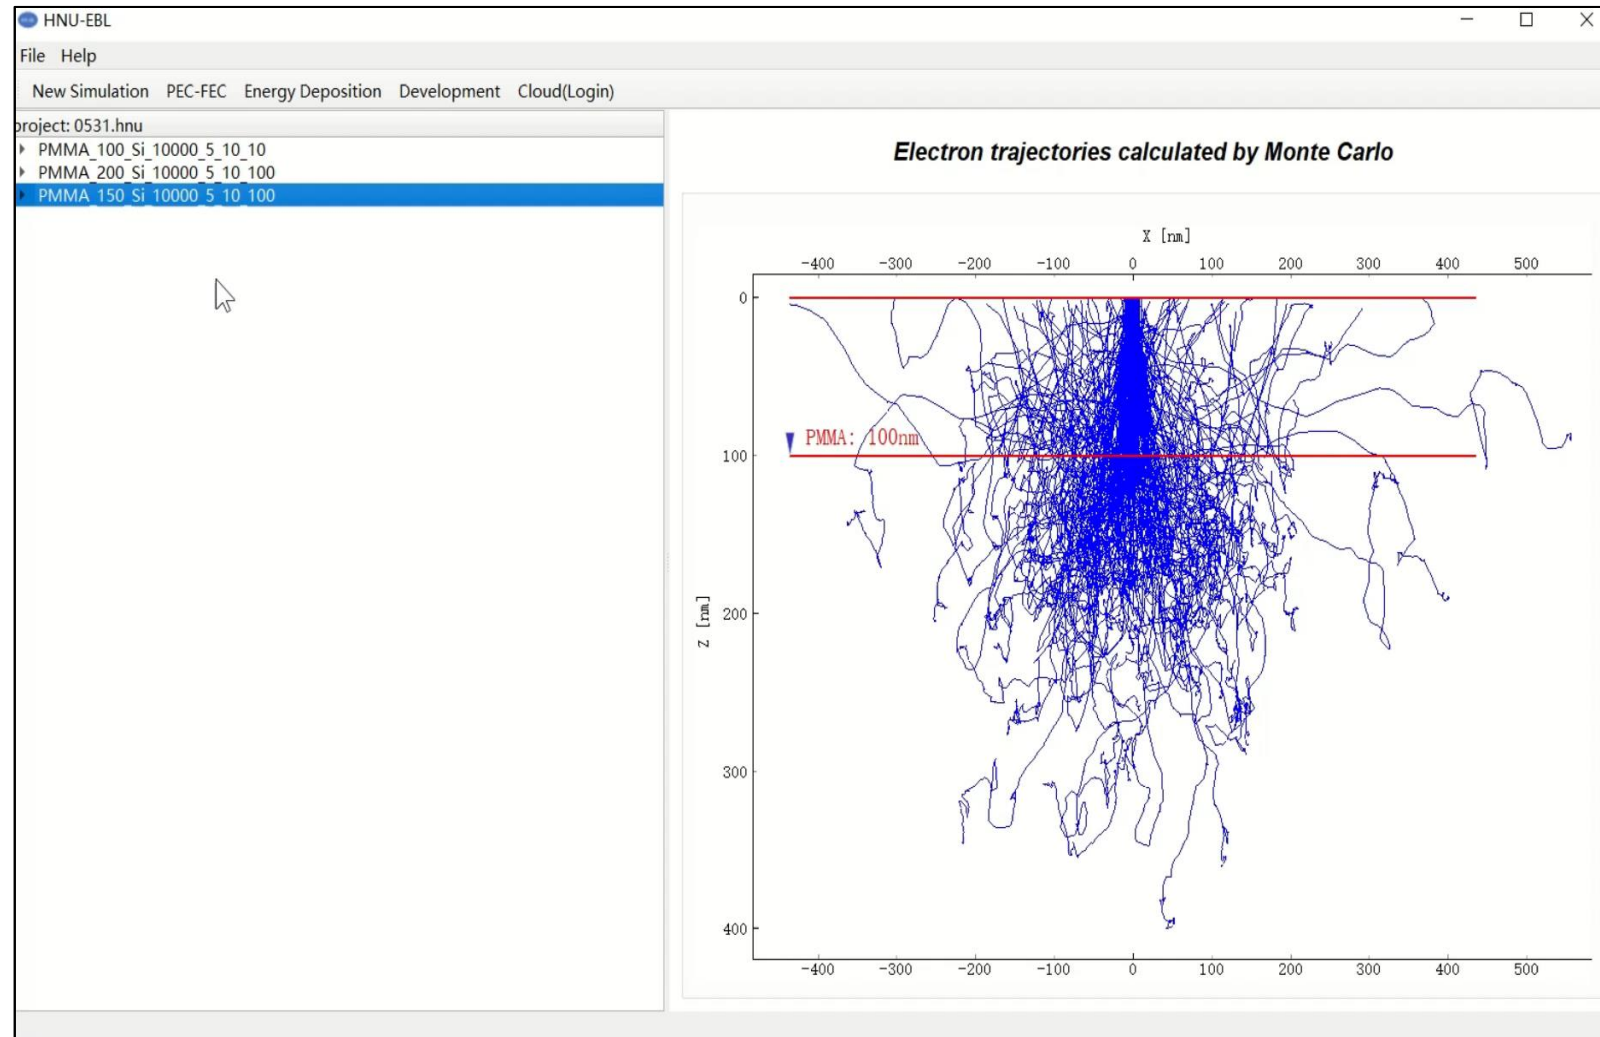 HNU-EBL
File Help
New Simulation PEC-FEC Energy Deposition Development Cloud(Login)
project: 0531.hnu
PMMA_100_Si_10000_5_10_10
PMMA_200_Si_10000_5_10_100
PMMA_150_Si_10000_5_10_100
Electron trajectories calculated by Monte Carlo
X [nm]
-400 -300 -200 -100 0 100 200 300 400 500
0
PMMA: 100nm
100
200
Z [nm]
300
400
-400 -300 -200 -100 0 100 200 300 400 500